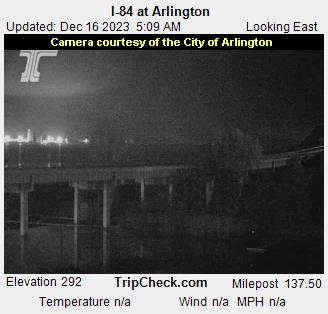 I-84 at Arlington
Updated: Dec 16 2023 5:09 AM Looking East
Camera courtesy of the City of Arlington
Elevation 292 TripCheck.com Milepost 137.50
Temperature n/a Wind n/a MPH n/a